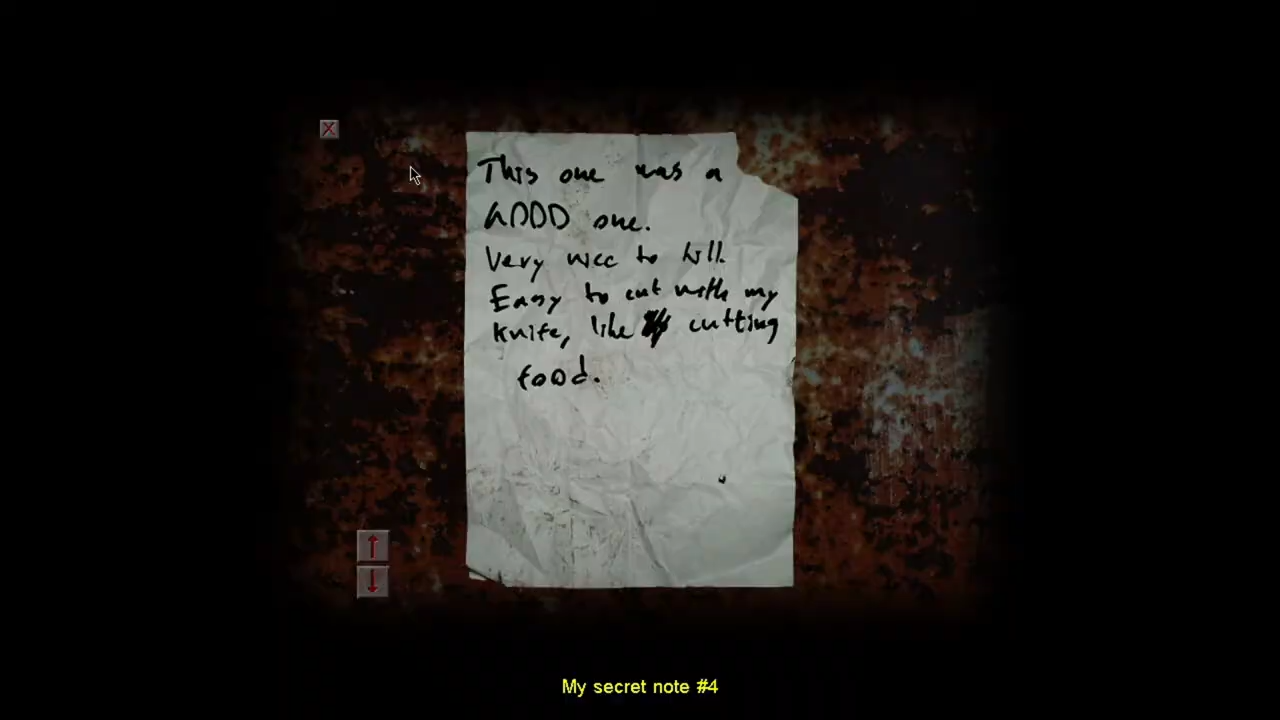 This one was a
GOOD one.
Very nice to kill.
Easy to cut with my
knife, like cutting
food.
My secret note #4